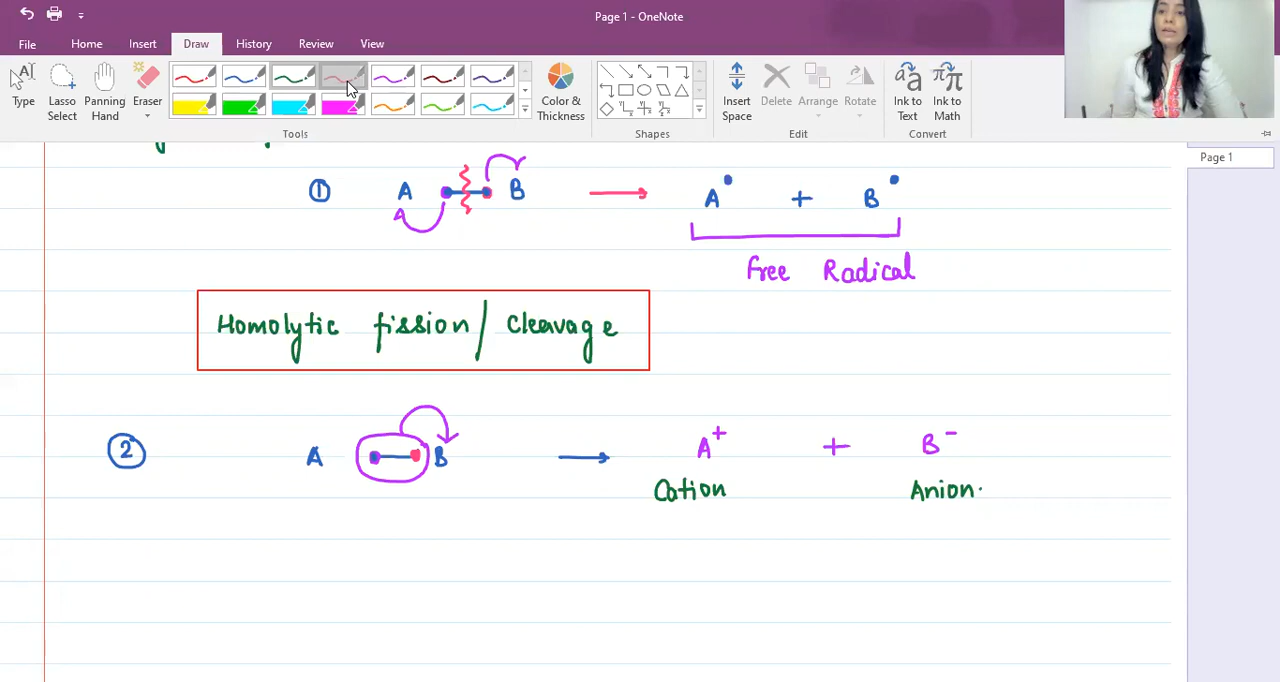 Page 1 - OneNote
File Home Insert Draw History Review View
Type Lasso Select Panning Hand Eraser Color & Thickness Insert Space Delete Arrange Rotate Ink to Text Ink to Math
Tools Shapes Edit Convert
Page 1
① A B → A• + B•
Free Radical
Homolytic fission / Cleavage
② A B → A⁺ + B⁻
Cation Anion.